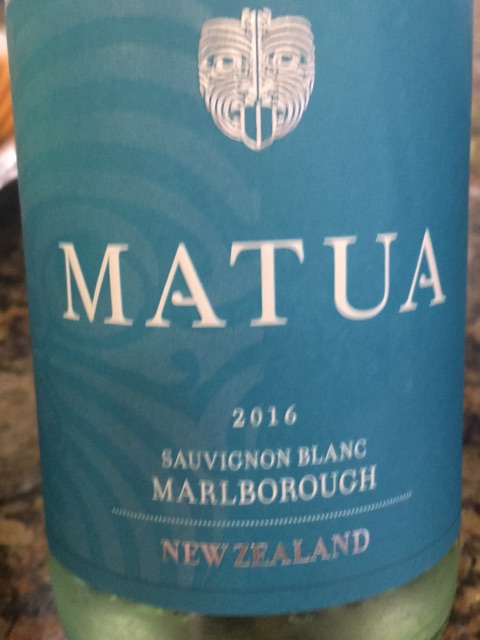 MATUA
2016
SAUVIGNON BLANC
MARLBOROUGH
NEW ZEALAND